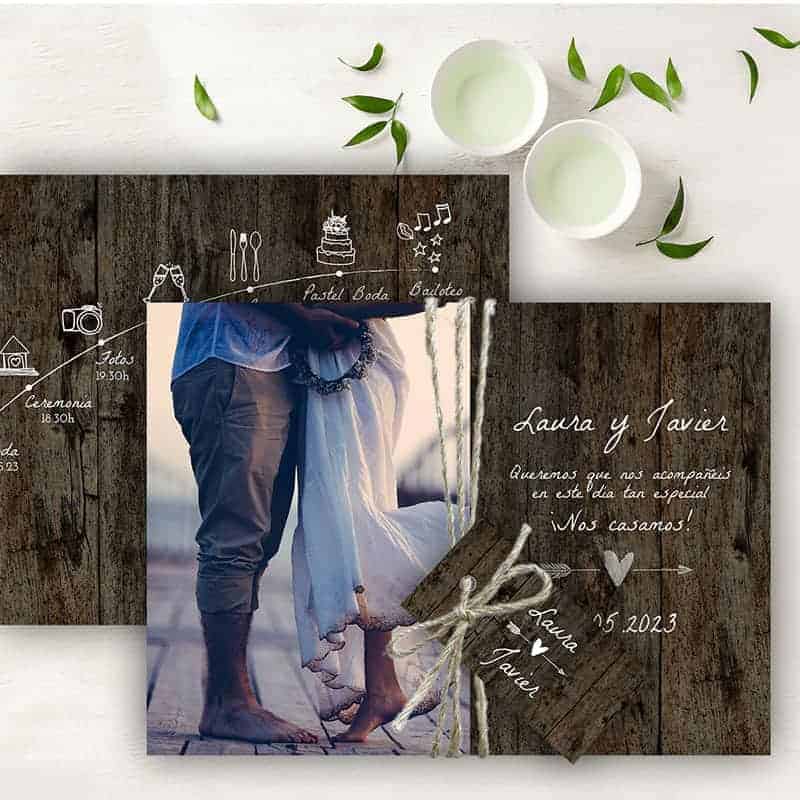 Pastel Boda
Bailoteo
Fotos
19:30h
Ceremonia
18:30h
Laura y Javier
Queremos que nos acompañeis
en este día tan especial
¡Nos casamos!
05.2023
Laura
Javier